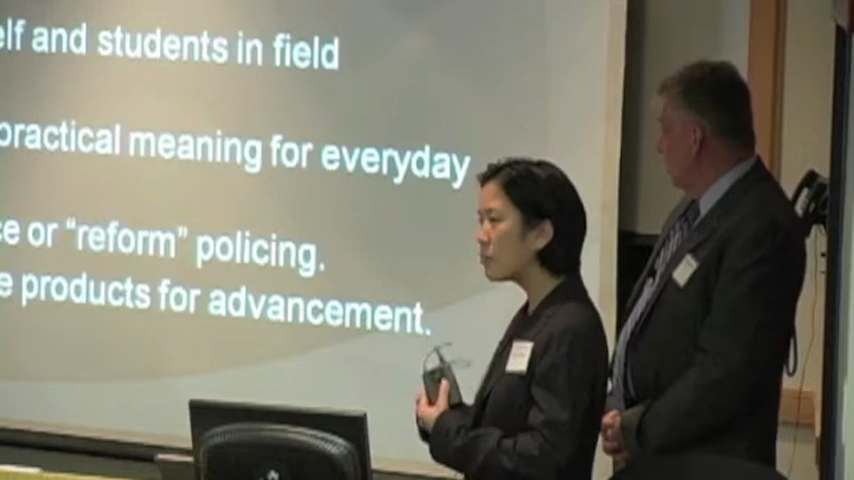 elf and students in field
practical meaning for everyday
ce or “reform” policing.
e products for advancement.